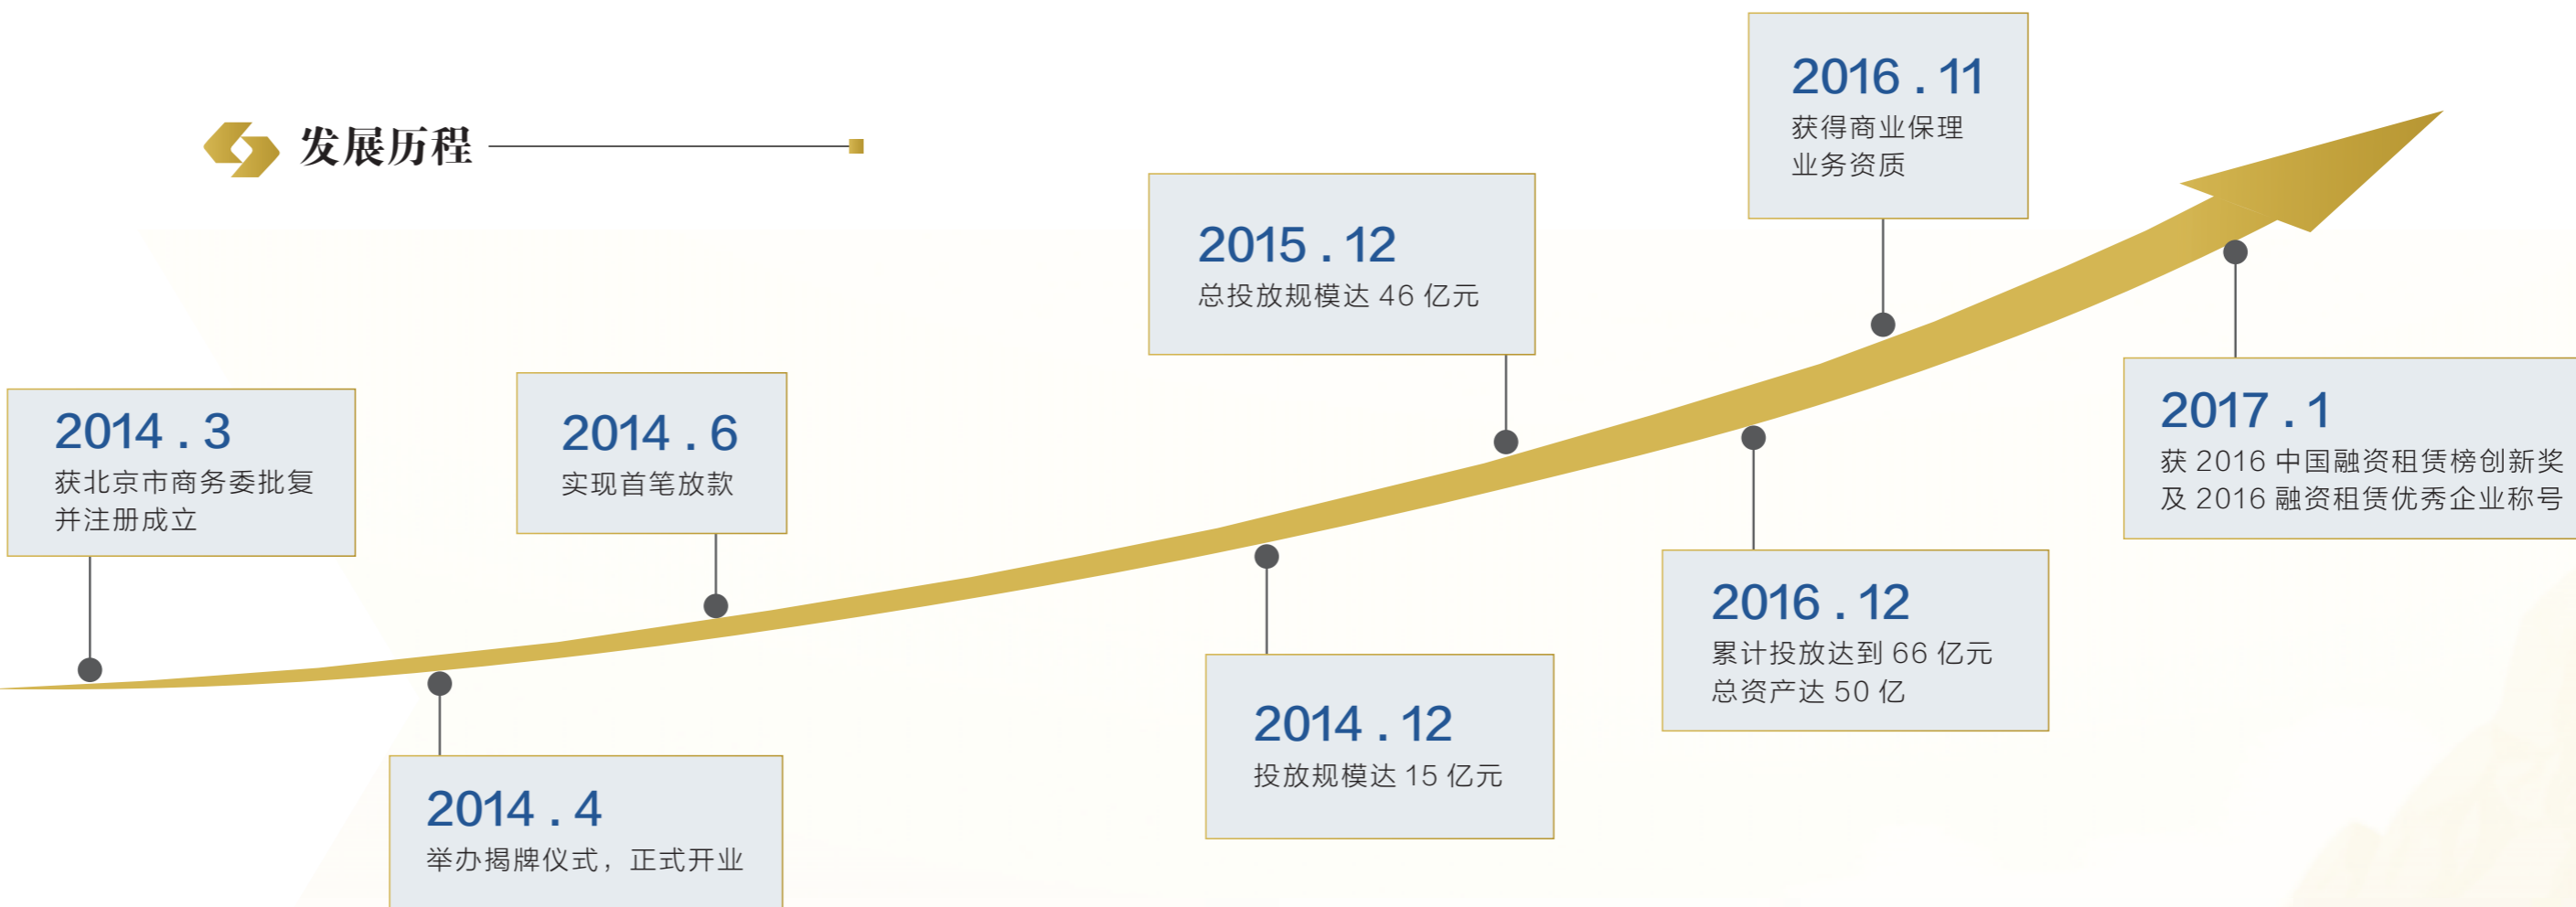 发展历程
2014 . 3
获北京市商务委批复
并注册成立
2014 . 4
举办揭牌仪式，正式开业
2014 . 6
实现首笔放款
2014 . 12
投放规模达 15 亿元
2015 . 12
总投放规模达 46 亿元
2016 . 11
获得商业保理
业务资质
2016 . 12
累计投放达到 66 亿元
总资产达 50 亿
2017 . 1
获 2016 中国融资租赁榜创新奖
及 2016 融资租赁优秀企业称号